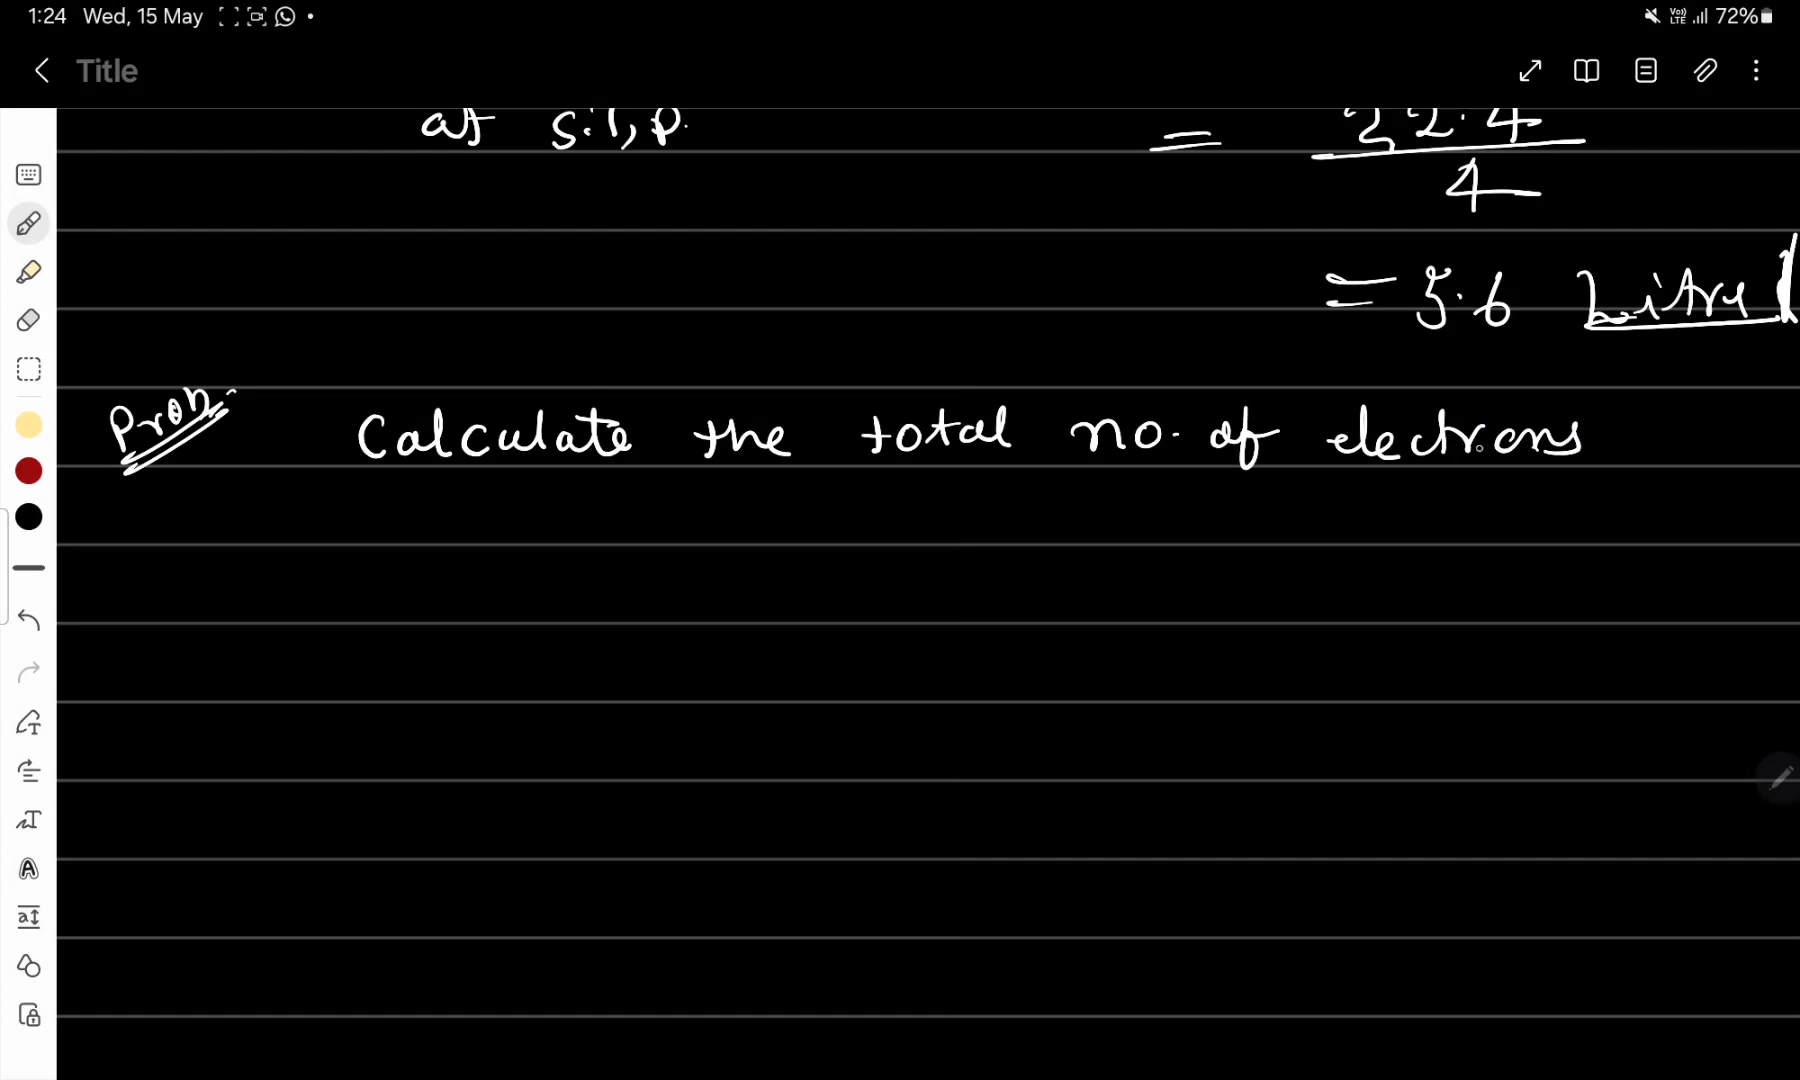 1:24 Wed, 15 May
72%
Title
at S.T.P.
= 22.4
4
= 5.6 Litre
Prob. Calculate the total no. of electrons